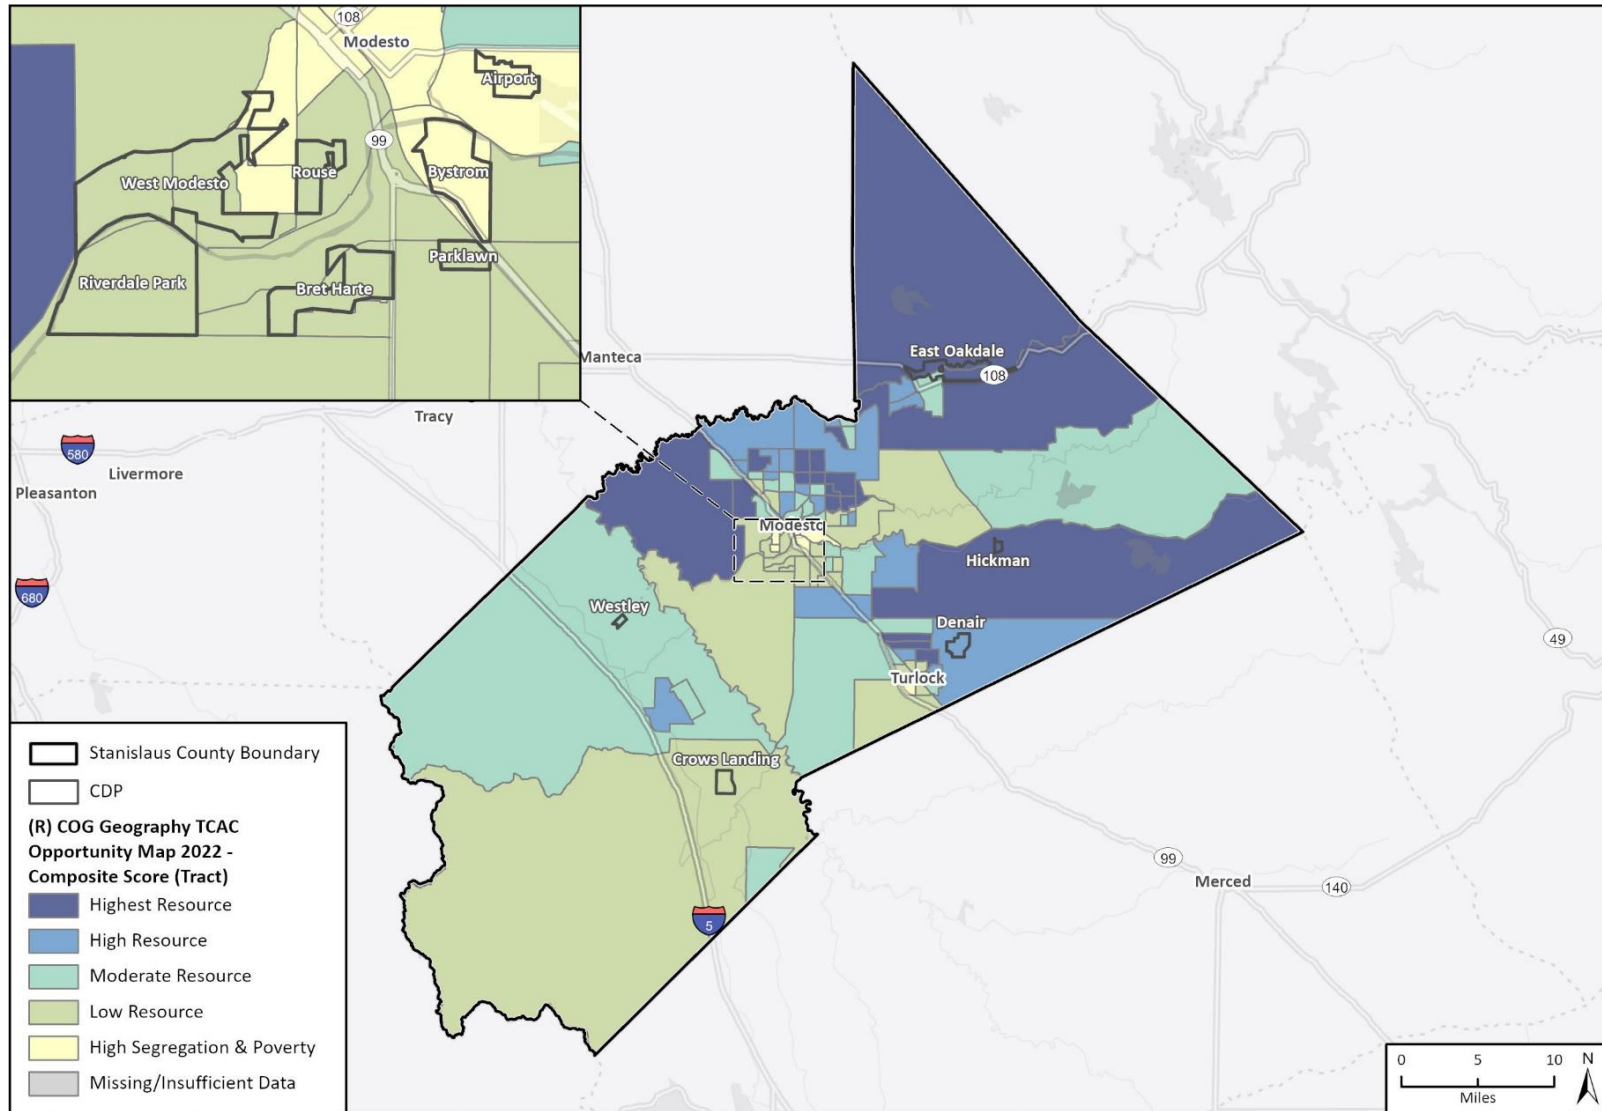 108
Modesto
Airport
99
West Modesto
Rouse
Bystrom
Parklawn
Riverdale Park
Bret Harte
Manteca
East Oakdale
108
Tracy
580
Livermore
Pleasanton
Modesto
Hickman
680
Westley
Denair
49
Turlock
Crows Landing
99
Merced
140
5
Stanislaus County Boundary
CDP
(R) COG Geography TCAC
Opportunity Map 2022 -
Composite Score (Tract)
Highest Resource
High Resource
Moderate Resource
Low Resource
High Segregation & Poverty
Missing/Insufficient Data
0 5 10
Miles
N